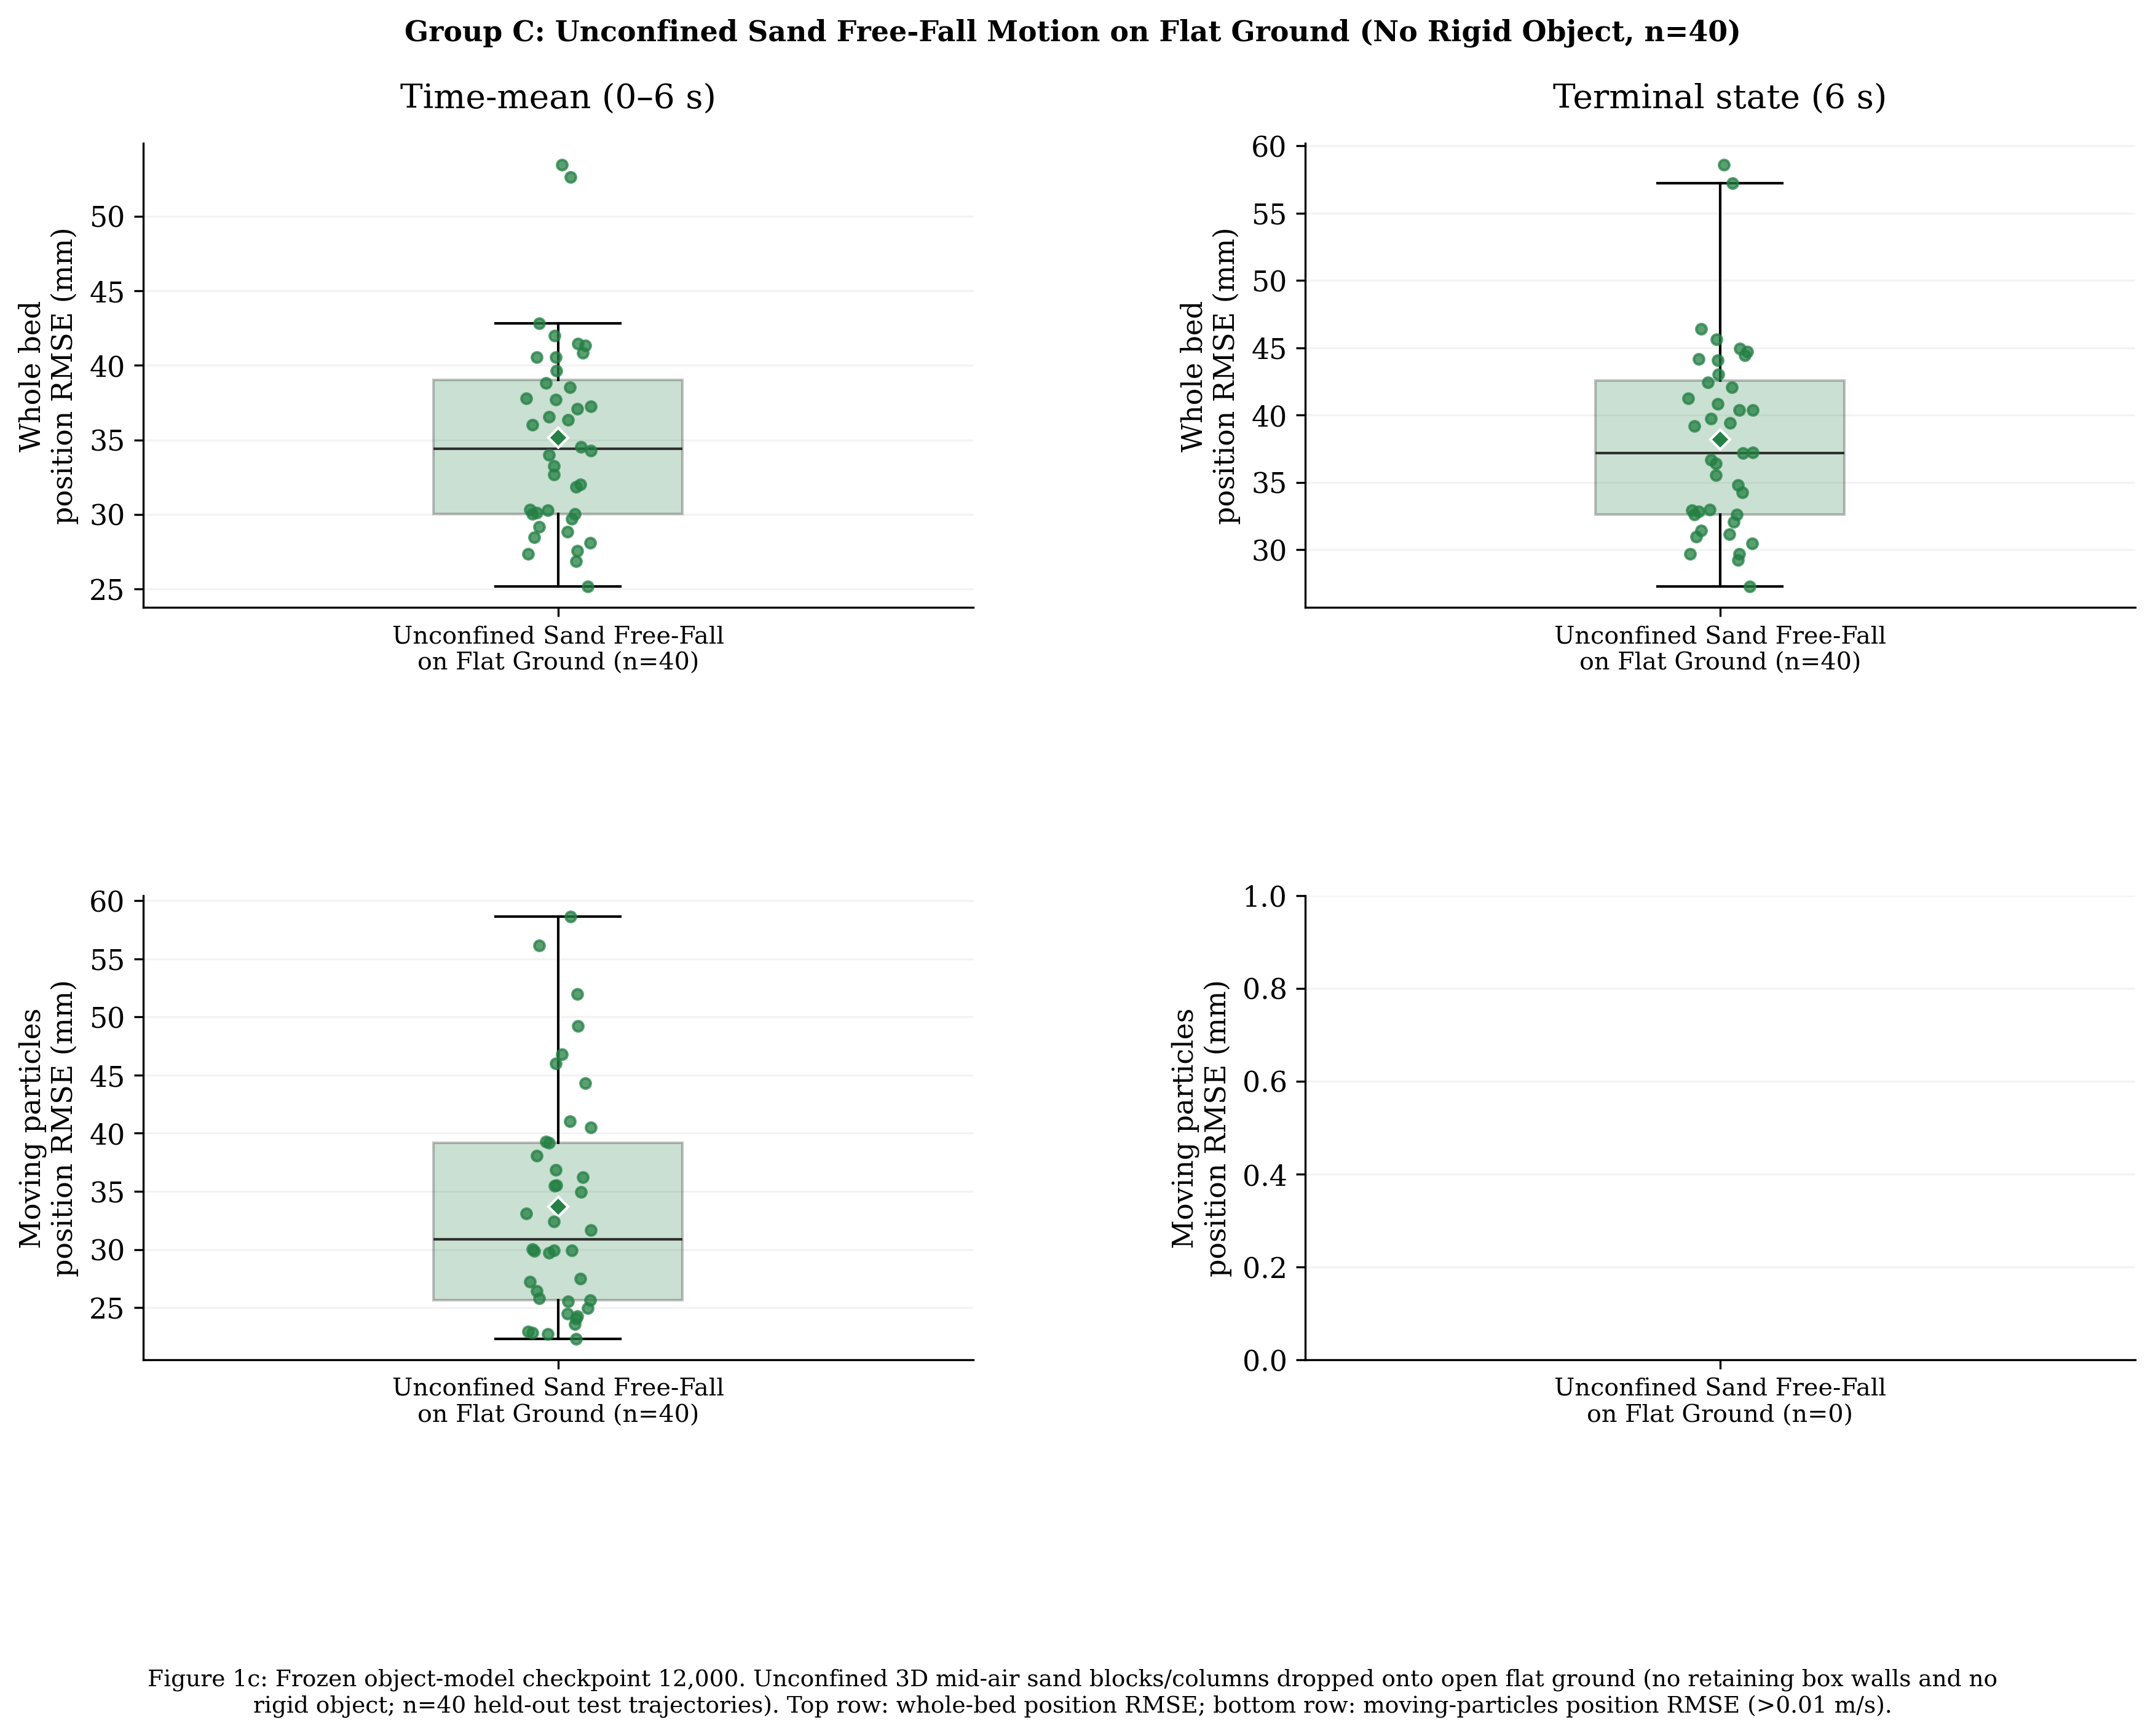 Group C: Unconfined Sand Free-Fall Motion on Flat Ground (No Rigid Object, n=40)
Time-mean (0–6 s)
Whole bed
position RMSE (mm)
50
45
40
35
30
25
Unconfined Sand Free-Fall
on Flat Ground (n=40)
Terminal state (6 s)
Whole bed
position RMSE (mm)
60
55
50
45
40
35
30
Unconfined Sand Free-Fall
on Flat Ground (n=40)
Moving particles
position RMSE (mm)
60
55
50
45
40
35
30
25
Unconfined Sand Free-Fall
on Flat Ground (n=40)
Moving particles
position RMSE (mm)
1.0
0.8
0.6
0.4
0.2
0.0
Unconfined Sand Free-Fall
on Flat Ground (n=0)
Figure 1c: Frozen object-model checkpoint 12,000. Unconfined 3D mid-air sand blocks/columns dropped onto open flat ground (no retaining box walls and no
rigid object; n=40 held-out test trajectories). Top row: whole-bed position RMSE; bottom row: moving-particles position RMSE (>0.01 m/s).